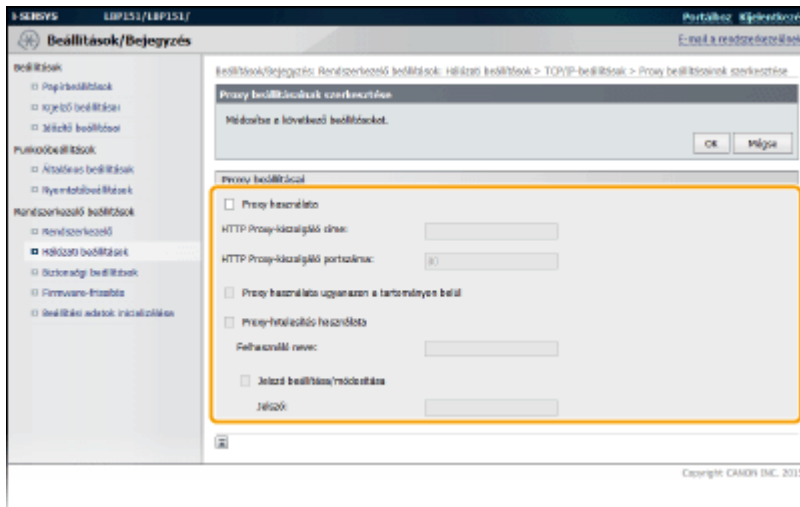 i-SENSYS LBP151/LBP151/ Portálhoz Kijelentkezé
Beállítások/Bejegyzés E-mail a rendszerkezelőnek
Beállítások
Papírbeállítások
Kijelző beállításai
Időzítő beállításai
Funkcióbeállítások
Általános beállítások
Nyomtatóbeállítások
Rendszerkezelő beállítások
Rendszerkezelő
Hálózati beállítások
Biztonsági beállítások
Firmware-frissítés
Beállítási adatok inicializálása
Beállítások/Bejegyzés: Rendszerkezelő beállítások: Hálózati beállítások > TCP/IP-beállítások > Proxy beállításainak szerkesztése
Proxy beállításainak szerkesztése
Módosítsa a következő beállításokat.
OK Mégse
Proxy beállításai
Proxy használata
HTTP Proxy-kiszolgáló címe:
HTTP Proxy-kiszolgáló portszáma: 80
Proxy használata ugyanazon a tartományon belül
Proxy-hitelesítés használata
Felhasználó neve:
Jelszó beállítása/módosítása
Jelszó:
Copyright CANON INC. 2015